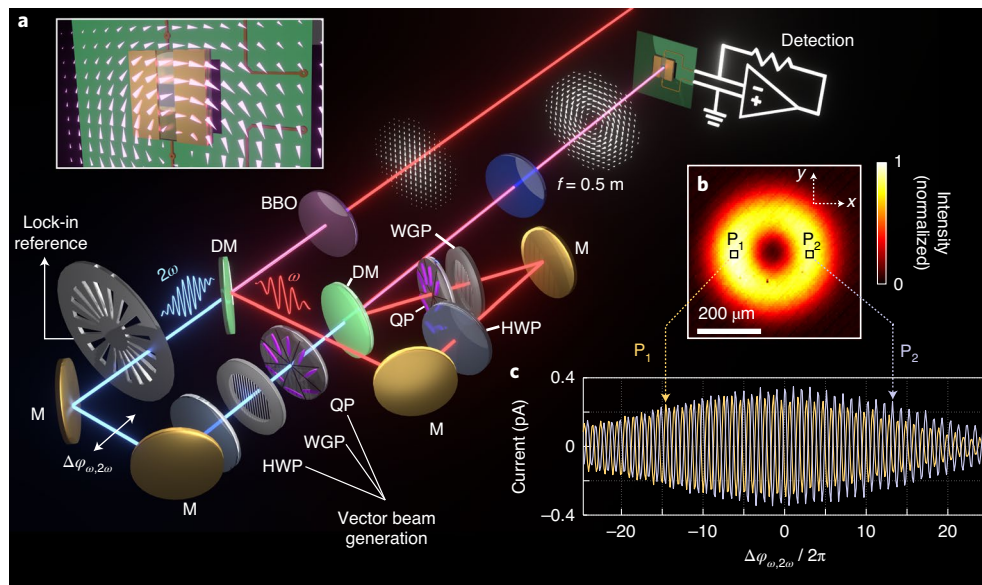 a
Detection
BBO
f = 0.5 m
Lock-in
reference
DM
2ω
ω
WGP
DM
M
QP
HWP
M
Δφω,2ω
M
M
QP
WGP
HWP
Vector beam
generation
b
y
x
P1
P2
200 μm
1
0
Intensity
(normalized)
P1
P2
c
0.4
0
–0.4
Current (pA)
–20
–10
0
10
20
Δφω,2ω / 2π